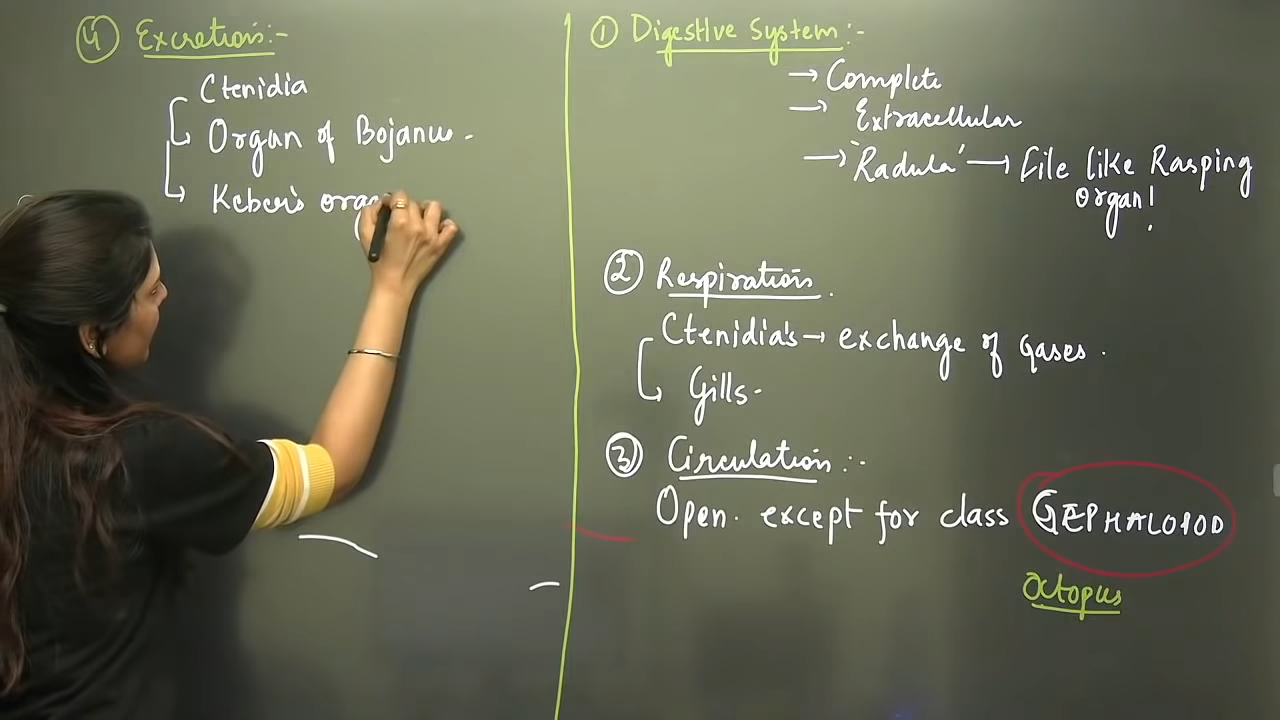 ④ Excretion:-
Ctenidia
Organ of Bojanus.
Keber's orga
① Digestive System:-
→ Complete
→ Extracellular
→ 'Radula' → File like Rasping
Organ!
② Respiration.
Ctenidia's → exchange of gases.
Gills-
③ Circulation:-
Open. except for class CEPHALOPOD
Octopus